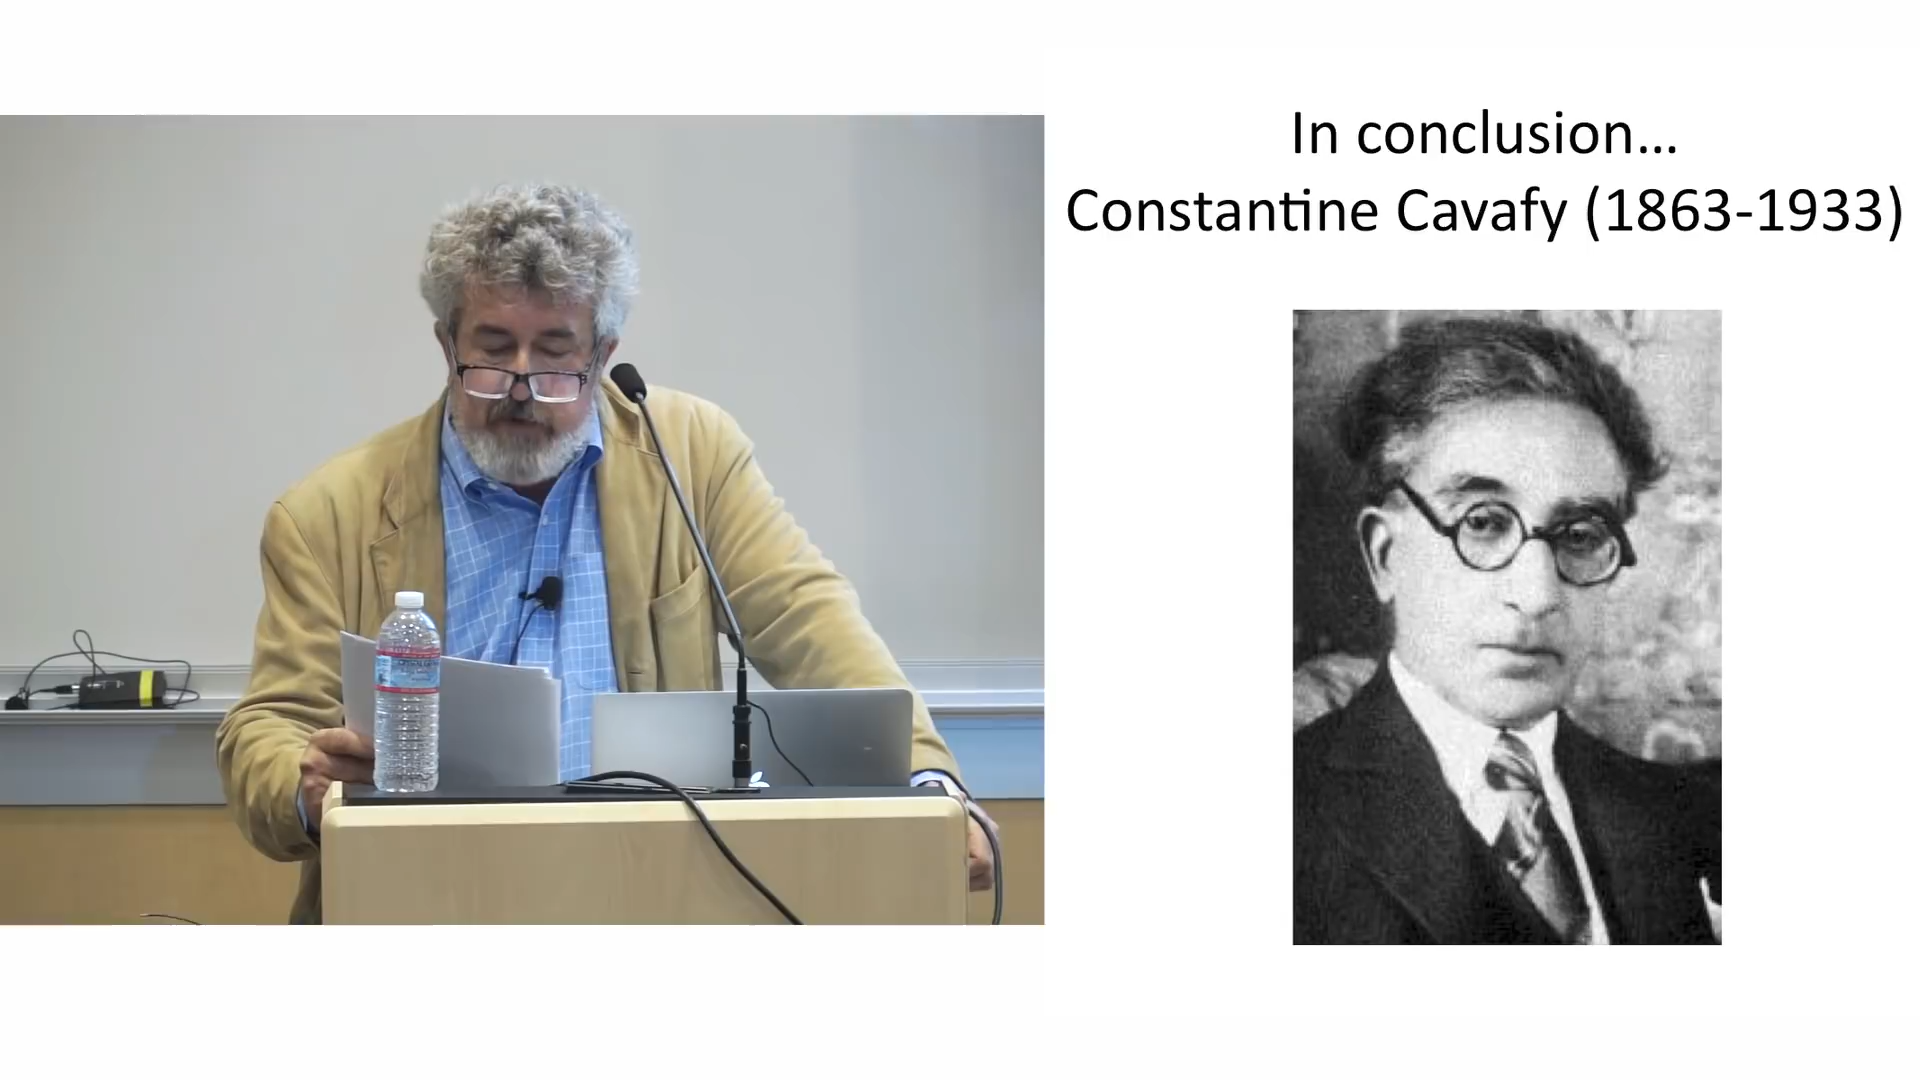 In conclusion…
Constantine Cavafy (1863-1933)